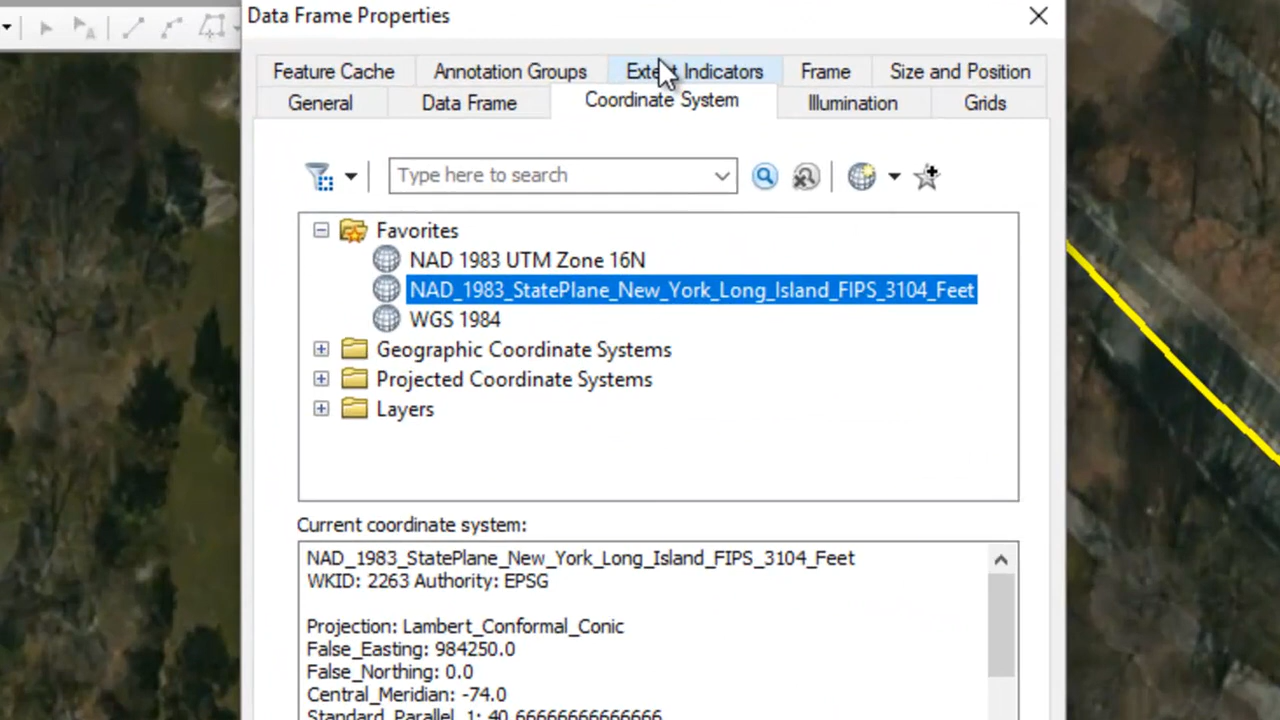 Data Frame Properties
Feature Cache Annotation Groups Extent Indicators Frame Size and Position
General Data Frame Coordinate System Illumination Grids
Type here to search
Favorites
NAD 1983 UTM Zone 16N
NAD_1983_StatePlane_New_York_Long_Island_FIPS_3104_Feet
WGS 1984
Geographic Coordinate Systems
Projected Coordinate Systems
Layers
Current coordinate system:
NAD_1983_StatePlane_New_York_Long_Island_FIPS_3104_Feet
WKID: 2263 Authority: EPSG
Projection: Lambert_Conformal_Conic
False_Easting: 984250.0
False_Northing: 0.0
Central_Meridian: -74.0
Standard_Parallel_1: 40.66666666666666